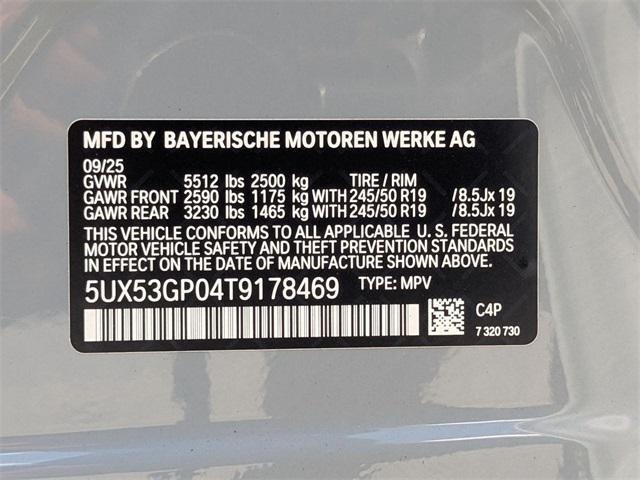 MFD BY BAYERISCHE MOTOREN WERKE AG
09/25
GVWR 5512 lbs 2500 kg TIRE / RIM
GAWR FRONT 2590 lbs 1175 kg WITH 245/50 R19 /8.5Jx 19
GAWR REAR 3230 lbs 1465 kg WITH 245/50 R19 /8.5Jx 19
THIS VEHICLE CONFORMS TO ALL APPLICABLE U. S. FEDERAL
MOTOR VEHICLE SAFETY AND THEFT PREVENTION STANDARDS
IN EFFECT ON THE DATE OF MANUFACTURE SHOWN ABOVE.
5UX53GP04T9178469 TYPE: MPV
C4P
7 320 730